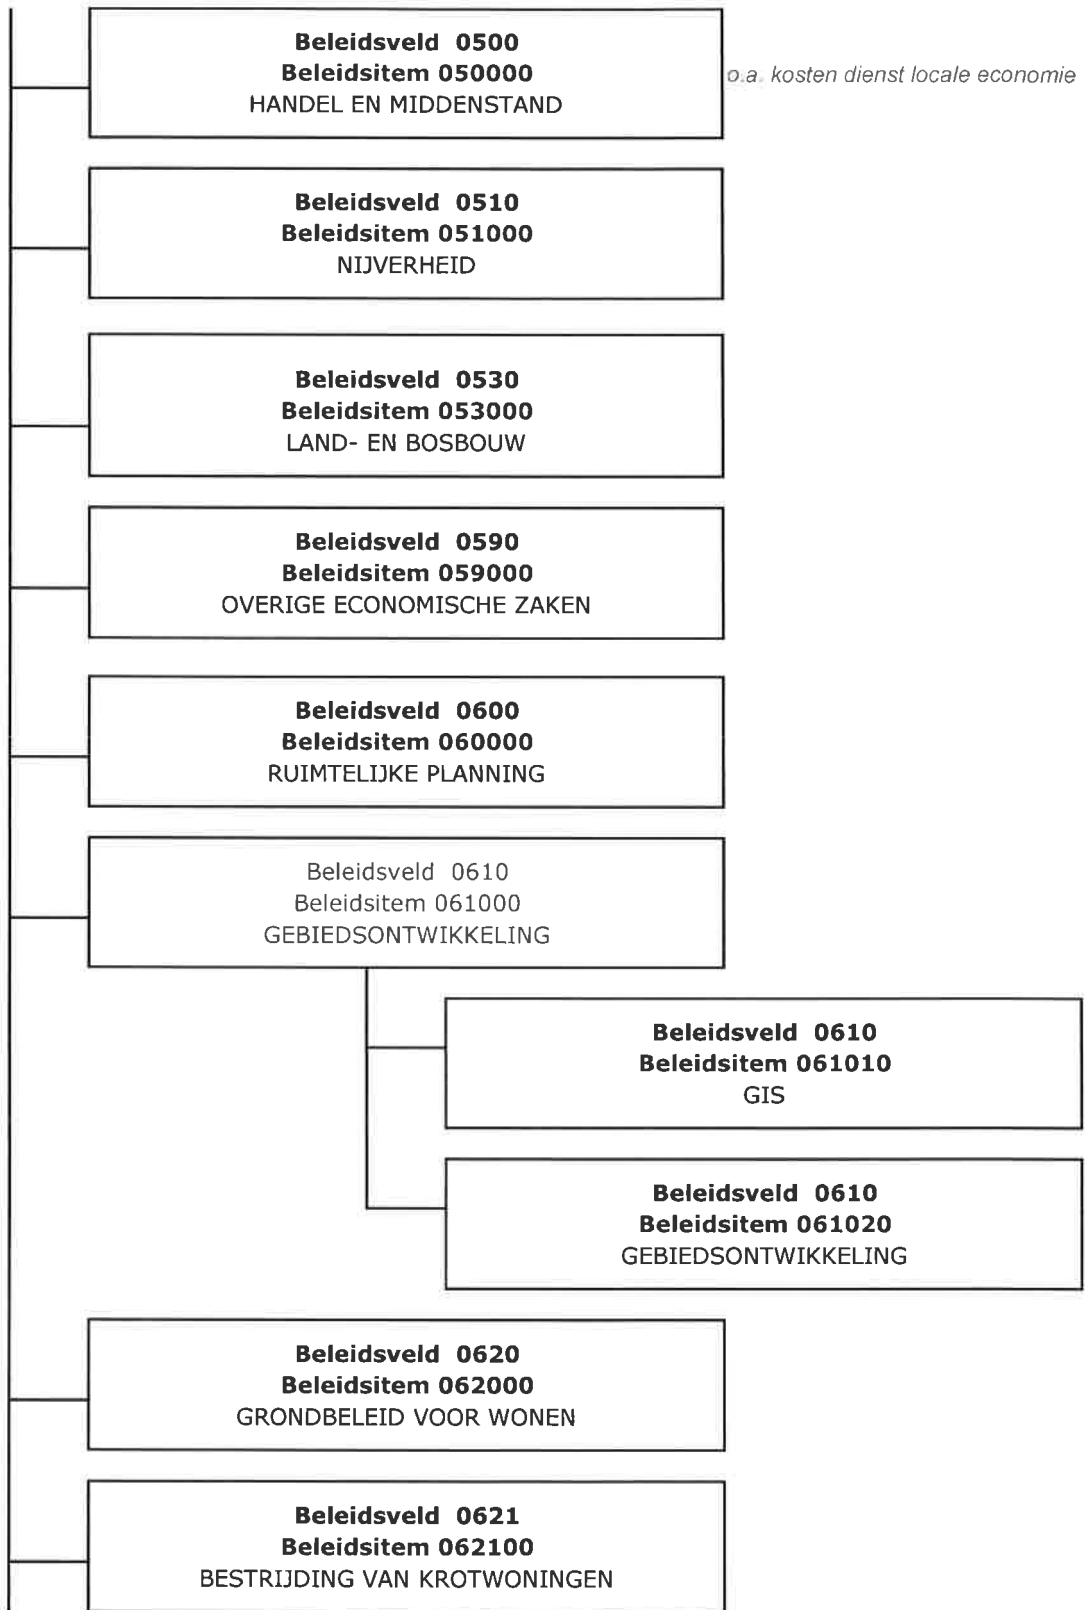 Beleidsveld 0500
Beleidsitem 050000
HANDEL EN MIDDENSTAND
o.a. kosten dienst locale economie
Beleidsveld 0510
Beleidsitem 051000
NIJVERHEID
Beleidsveld 0530
Beleidsitem 053000
LAND- EN BOSBOUW
Beleidsveld 0590
Beleidsitem 059000
OVERIGE ECONOMISCHE ZAKEN
Beleidsveld 0600
Beleidsitem 060000
RUIMTELIJKE PLANNING
Beleidsveld 0610
Beleidsitem 061000
GEBIEDSONTWIKKELING
Beleidsveld 0610
Beleidsitem 061010
GIS
Beleidsveld 0610
Beleidsitem 061020
GEBIEDSONTWIKKELING
Beleidsveld 0620
Beleidsitem 062000
GRONDBELEID VOOR WONEN
Beleidsveld 0621
Beleidsitem 062100
BESTRIJDING VAN KROTWONINGEN